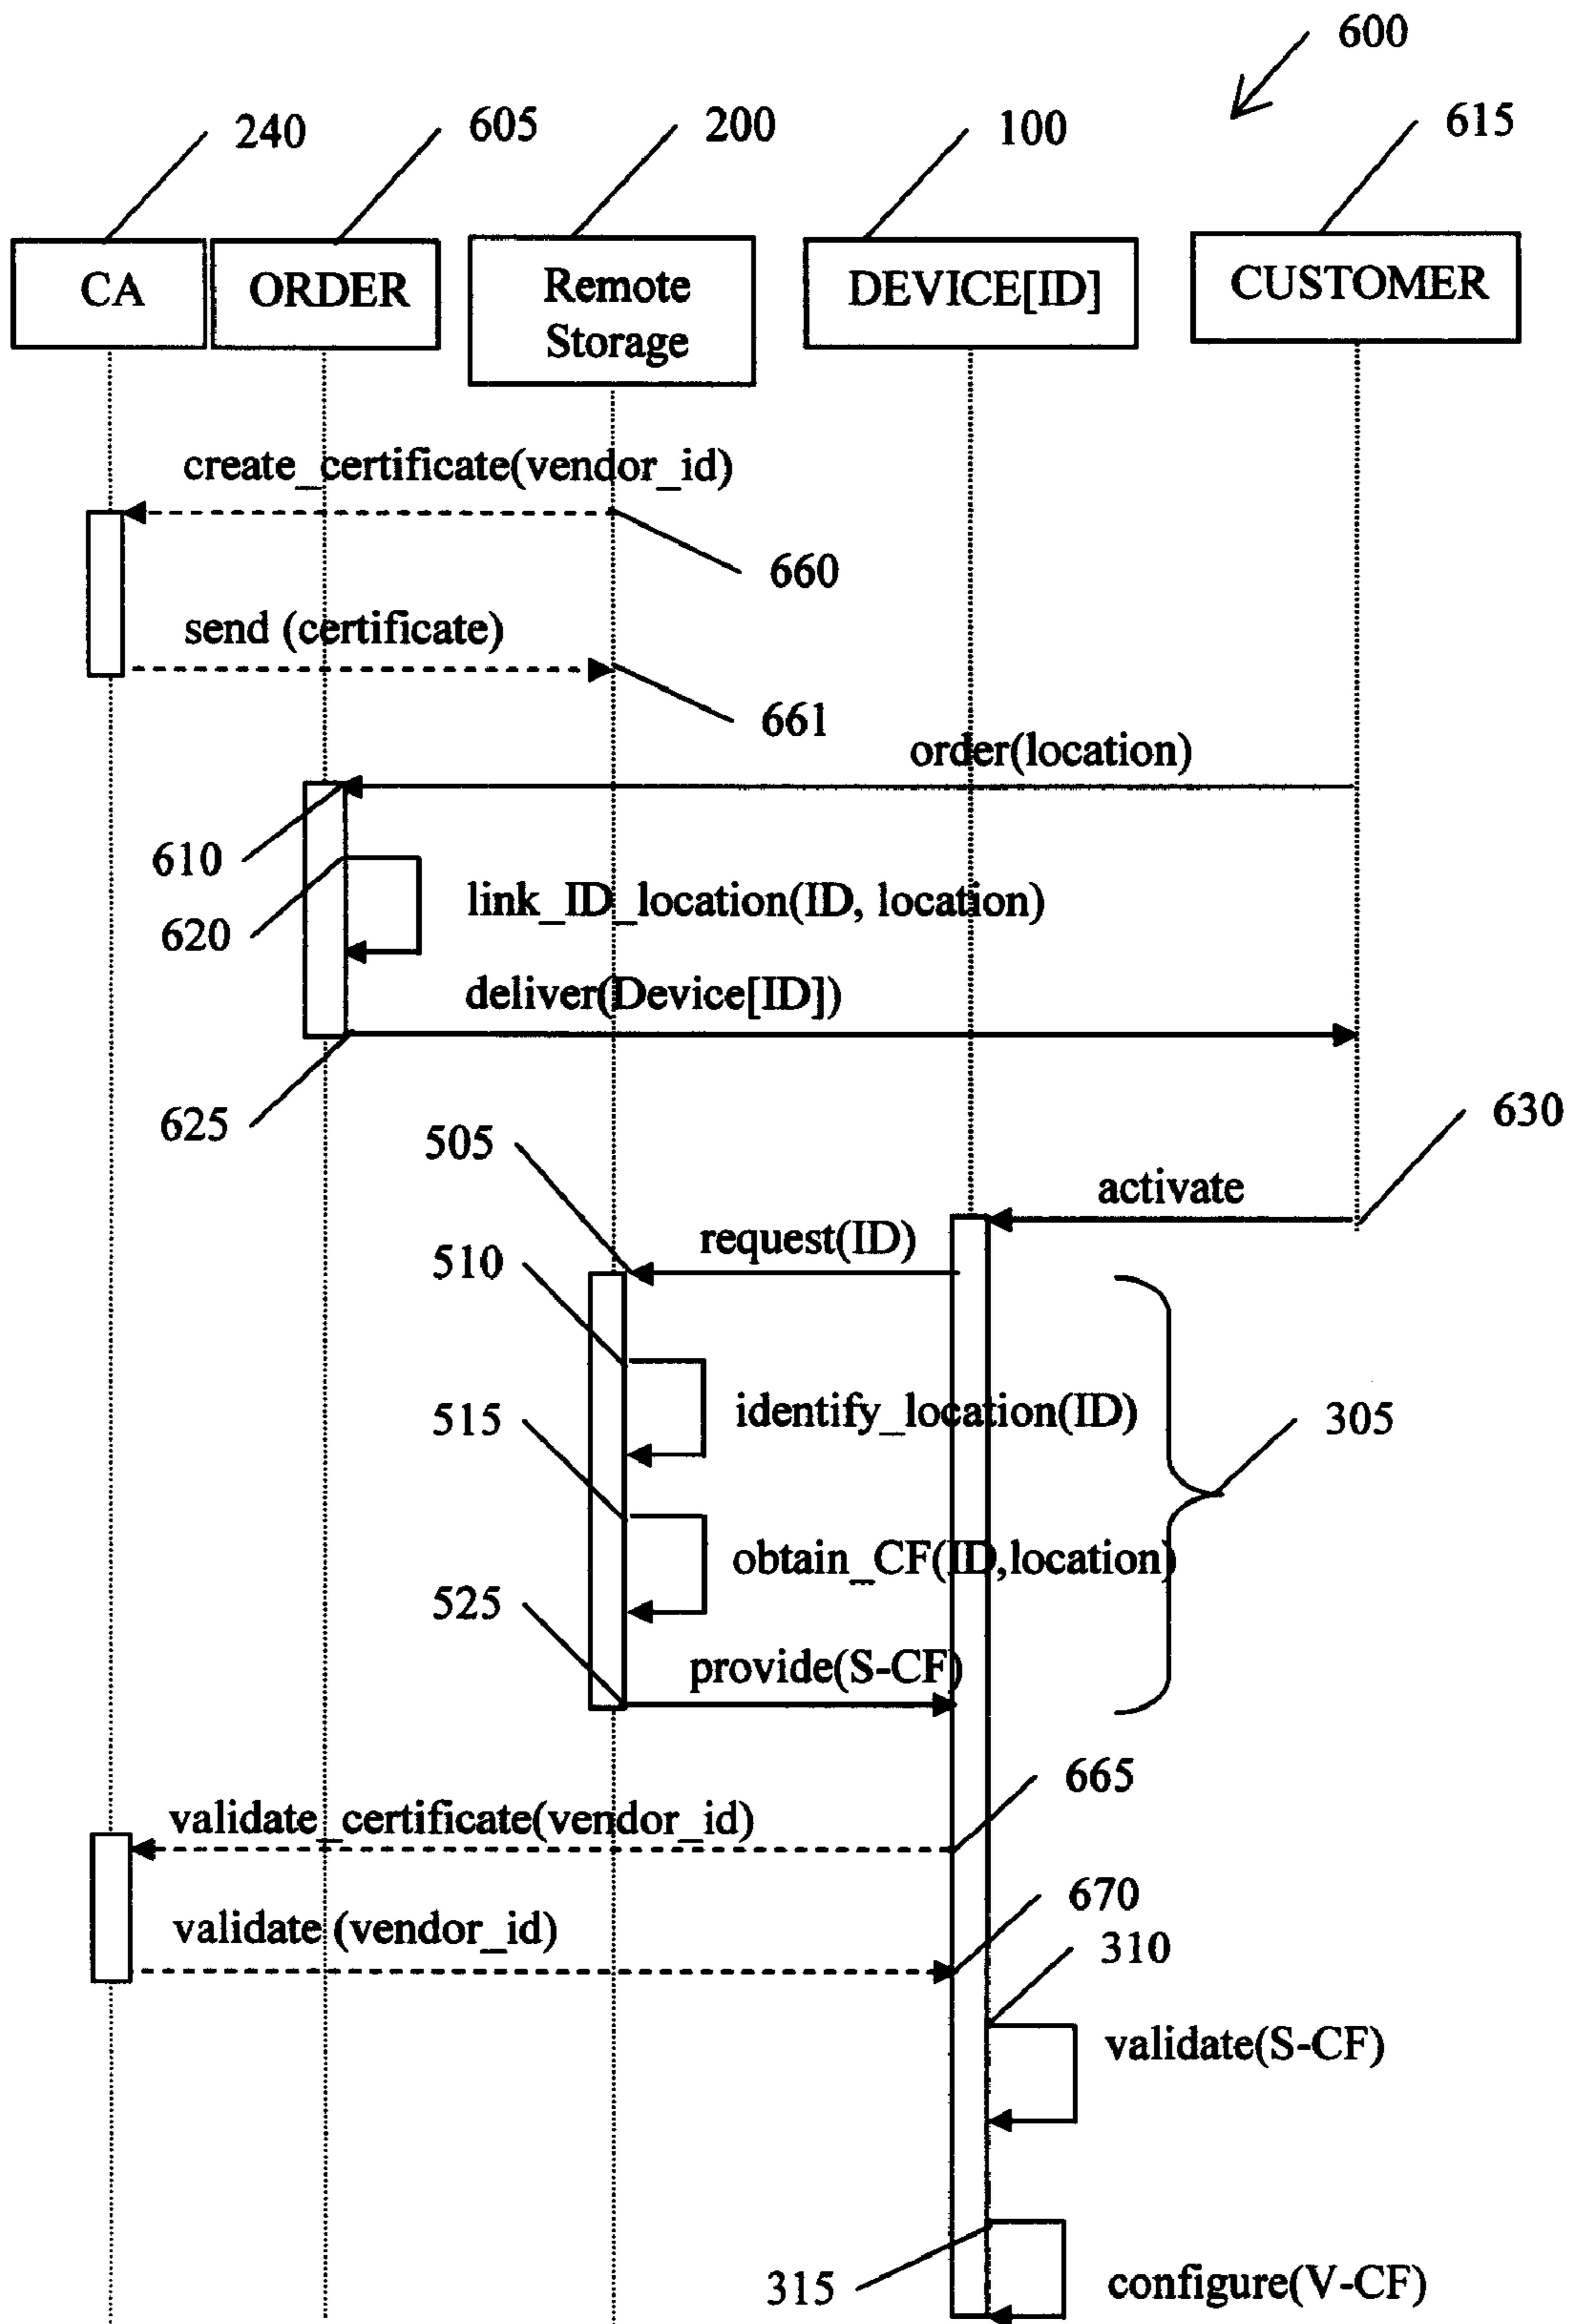 600
240
605
200
100
615
CA
ORDER
Remote
Storage
DEVICE[ID]
CUSTOMER
create_certificate(vendor_id)
660
send (certificate)
661
order(location)
610
link_ID_location(ID, location)
620
deliver(Device[ID])
625
630
505
activate
request(ID)
510
identify_location(ID)
515
305
obtain_CF(ID,location)
525
provide(S-CF)
665
validate_certificate(vendor_id)
670
validate (vendor_id)
310
validate(S-CF)
315
configure(V-CF)